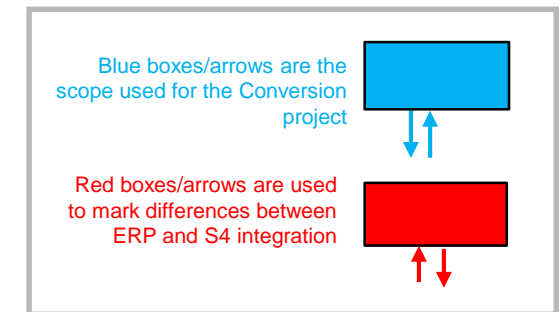 Blue boxes/arrows are the
scope used for the Conversion
project
Red boxes/arrows are used
to mark differences between
ERP and S4 integration